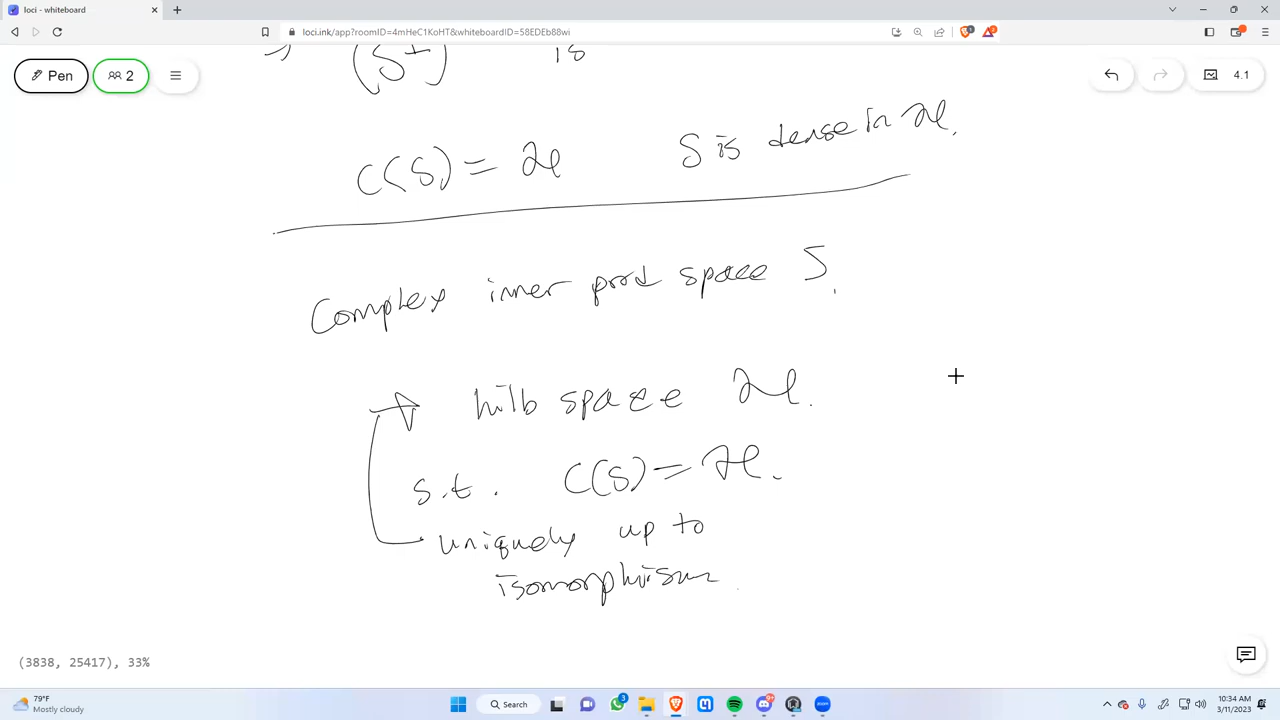 loci - whiteboard
loci.ink/app?roomID=4mHeC1KoHT&whiteboardID=58EDEb88wi
Pen
2
4.1
(S⊥) is
C(S) = ℋ S is dense in ℋ.
Complex inner prod space S.
hilb space ℋ.
s.t. C(S) = ℋ.
uniquely up to
isomorphism.
(3838, 25417), 33%
79°F
Mostly cloudy
Search
3
10:34 AM
3/11/2023